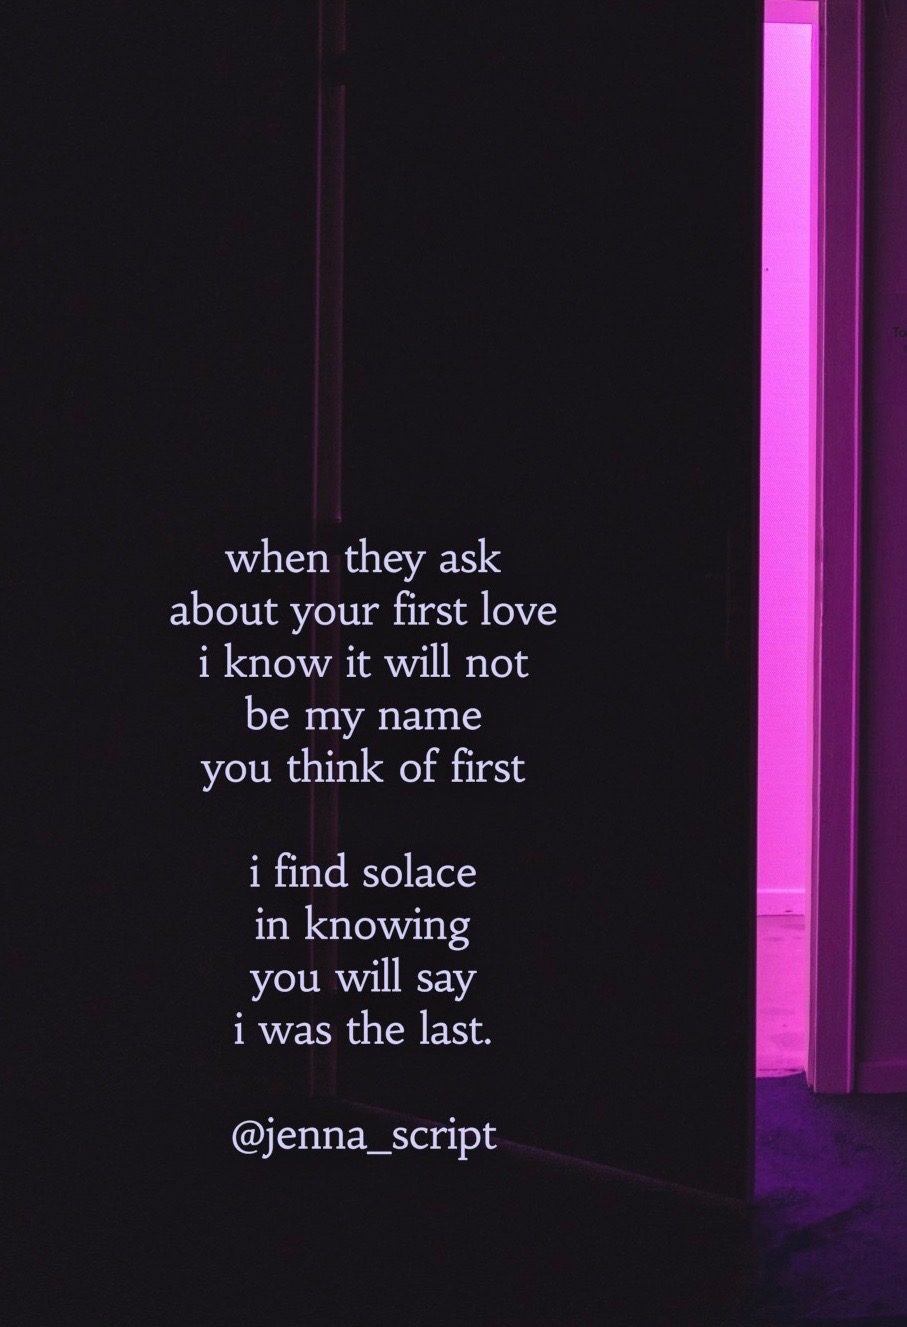 when they ask
about your first love
i know it will not
be my name
you think of first
i find solace
in knowing
you will say
i was the last.
@jenna_script